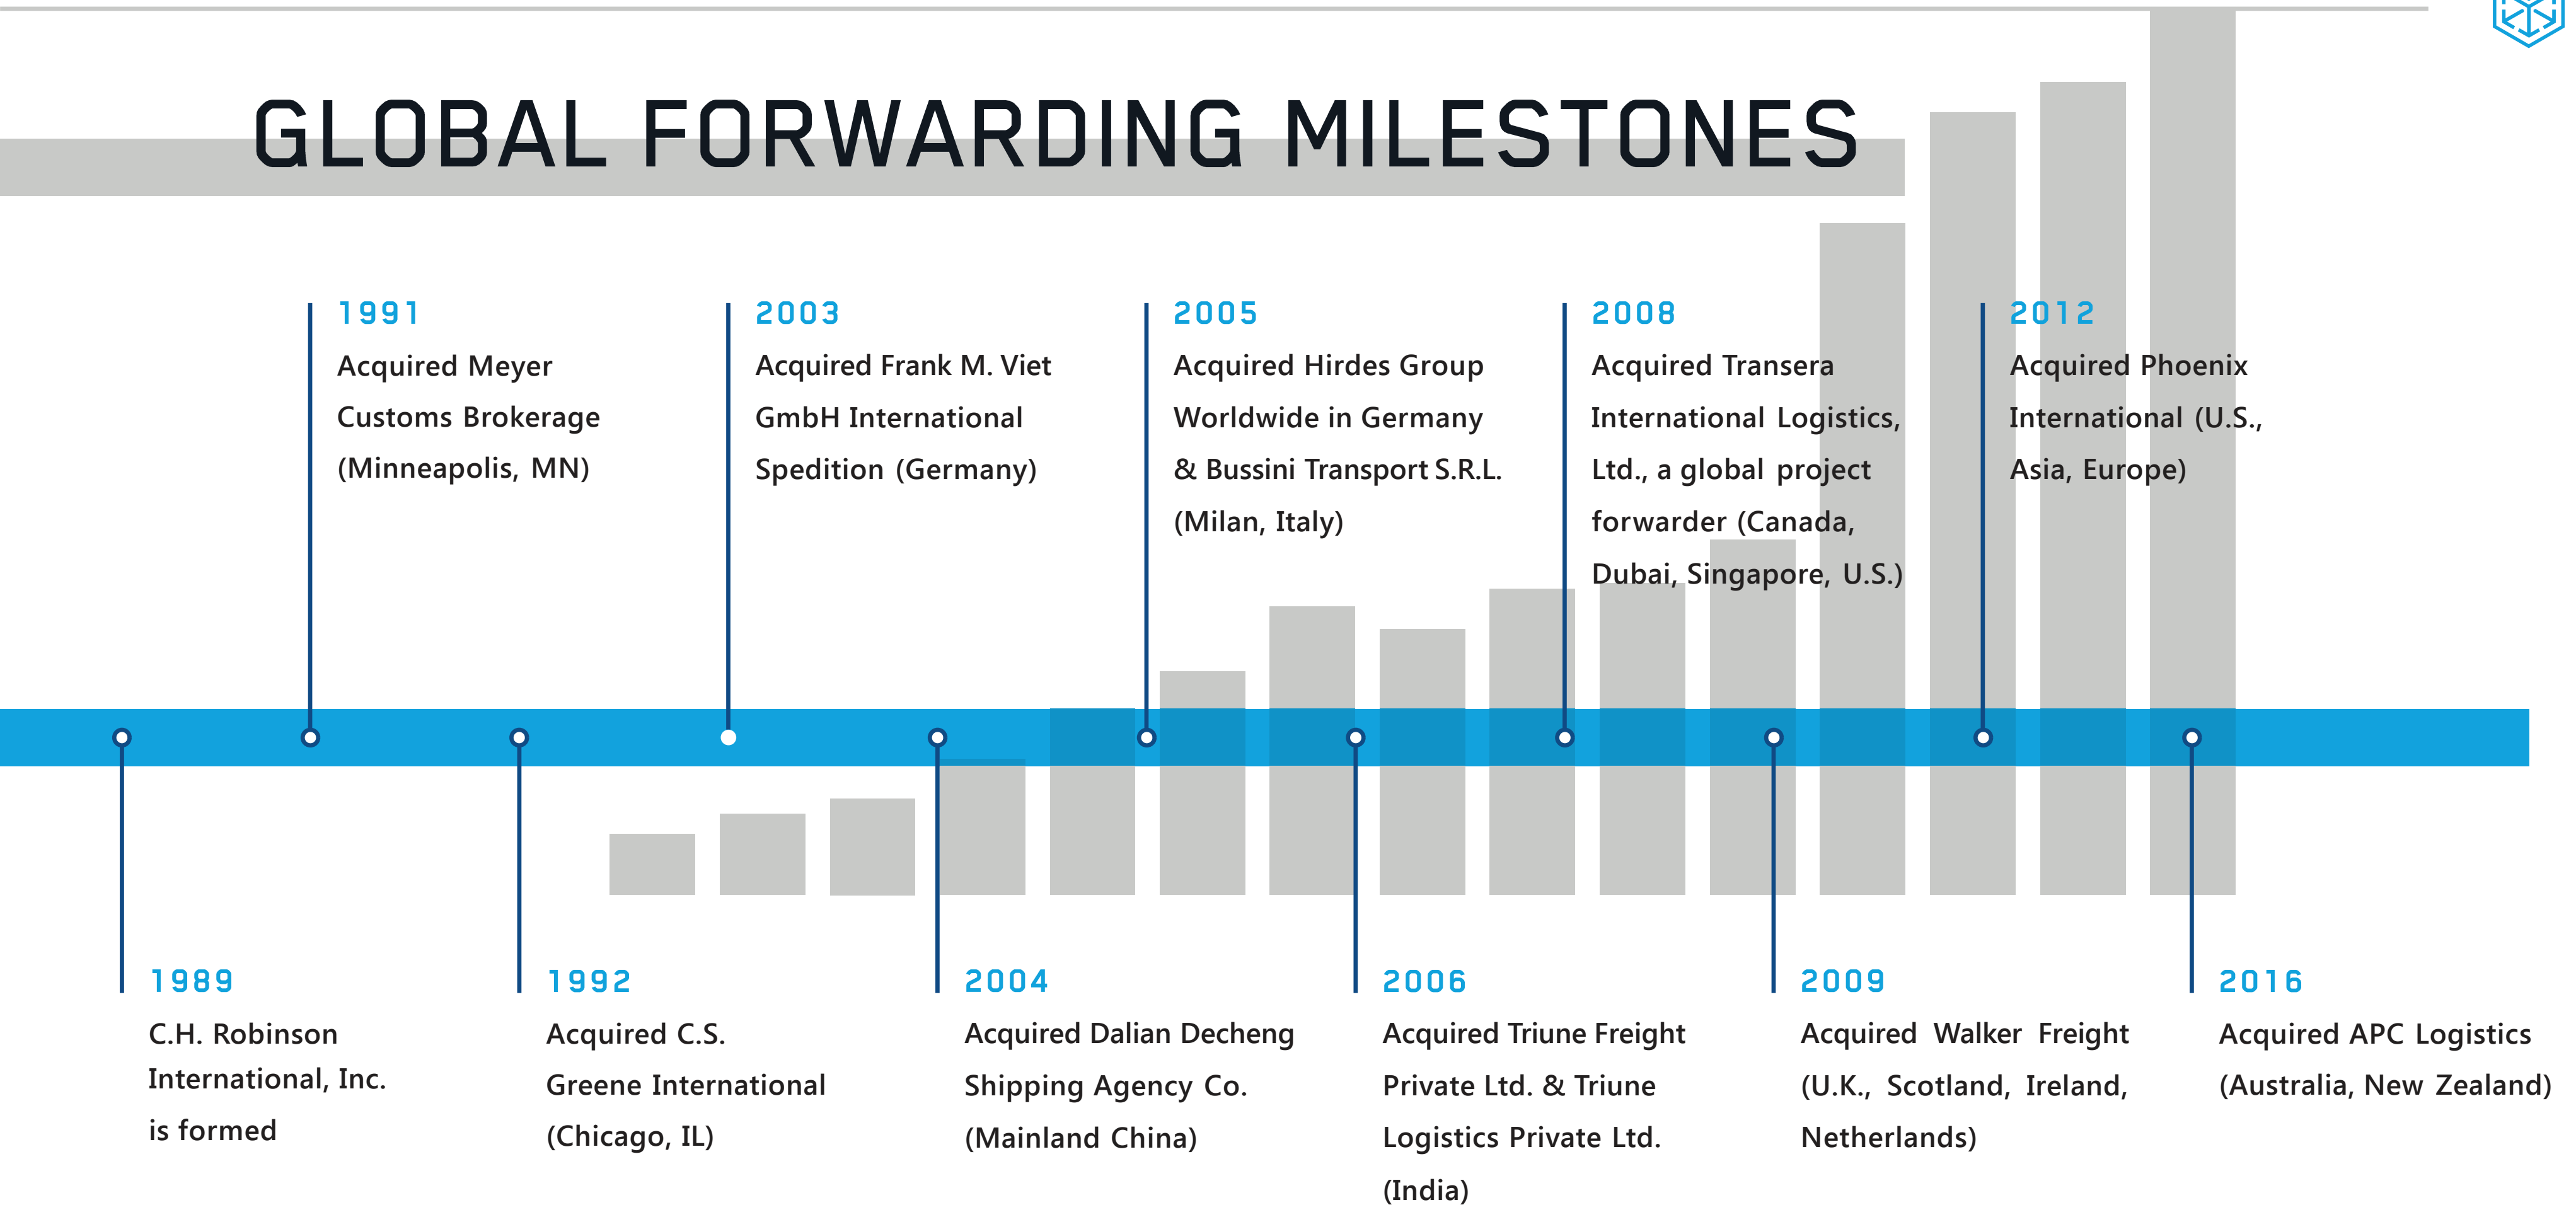 GLOBAL FORWARDING MILESTONES
1991
Acquired Meyer
Customs Brokerage
(Minneapolis, MN)
2003
Acquired Frank M. Viet
GmbH International
Spedition (Germany)
2005
Acquired Hirdes Group
Worldwide in Germany
& Bussini Transport S.R.L.
(Milan, Italy)
2008
Acquired Transera
International Logistics,
Ltd., a global project
forwarder (Canada,
Dubai, Singapore, U.S.)
2012
Acquired Phoenix
International (U.S.,
Asia, Europe)
1989
C.H. Robinson
International, Inc.
is formed
1992
Acquired C.S.
Greene International
(Chicago, IL)
2004
Acquired Dalian Decheng
Shipping Agency Co.
(Mainland China)
2006
Acquired Triune Freight
Private Ltd. & Triune
Logistics Private Ltd.
(India)
2009
Acquired Walker Freight
(U.K., Scotland, Ireland,
Netherlands)
2016
Acquired APC Logistics
(Australia, New Zealand)